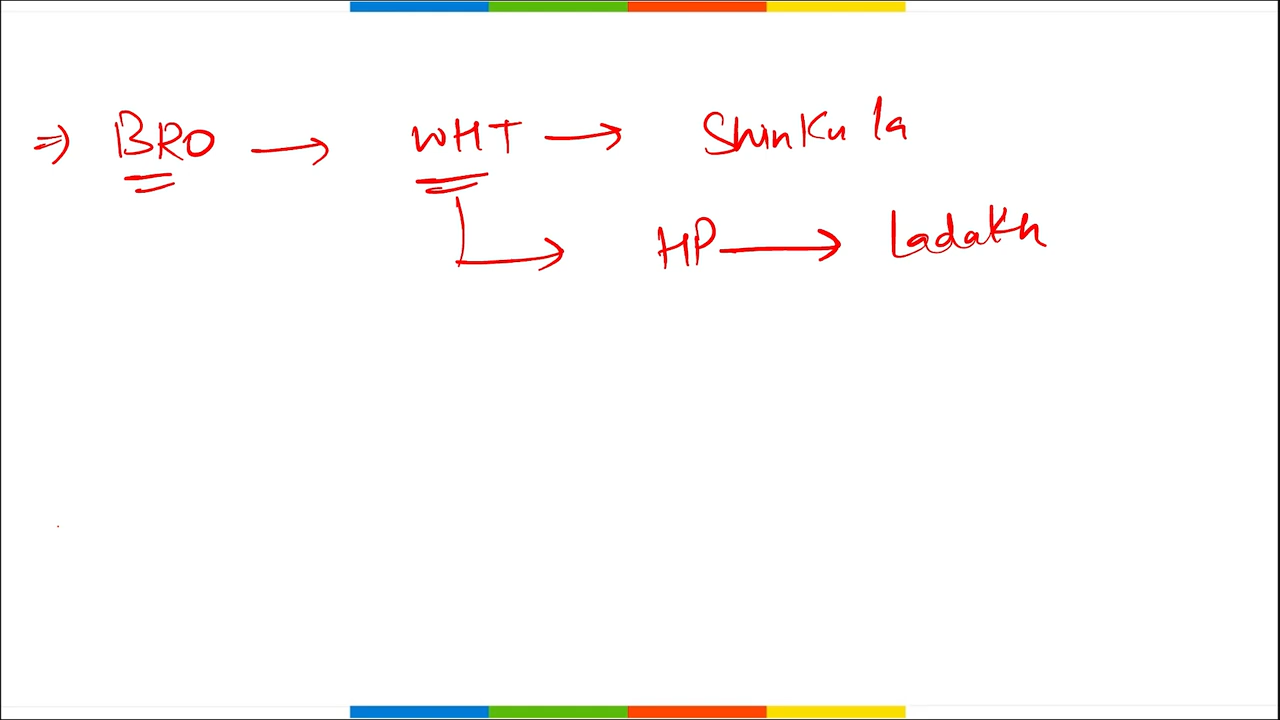 ⇒ BRO → WHT → Shinku la
↳ HP → Ladakh